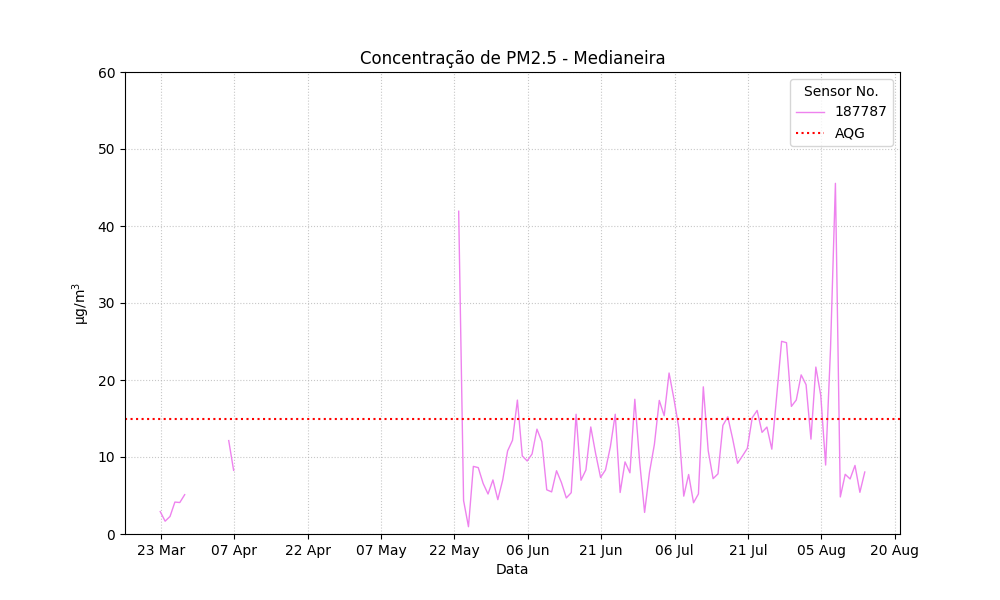 Concentração de PM2.5 - Medianeira
Sensor No.
187787
AQG
60
50
40
30
20
10
0
µg/m³
23 Mar
07 Apr
22 Apr
07 May
22 May
06 Jun
21 Jun
06 Jul
21 Jul
05 Aug
20 Aug
Data